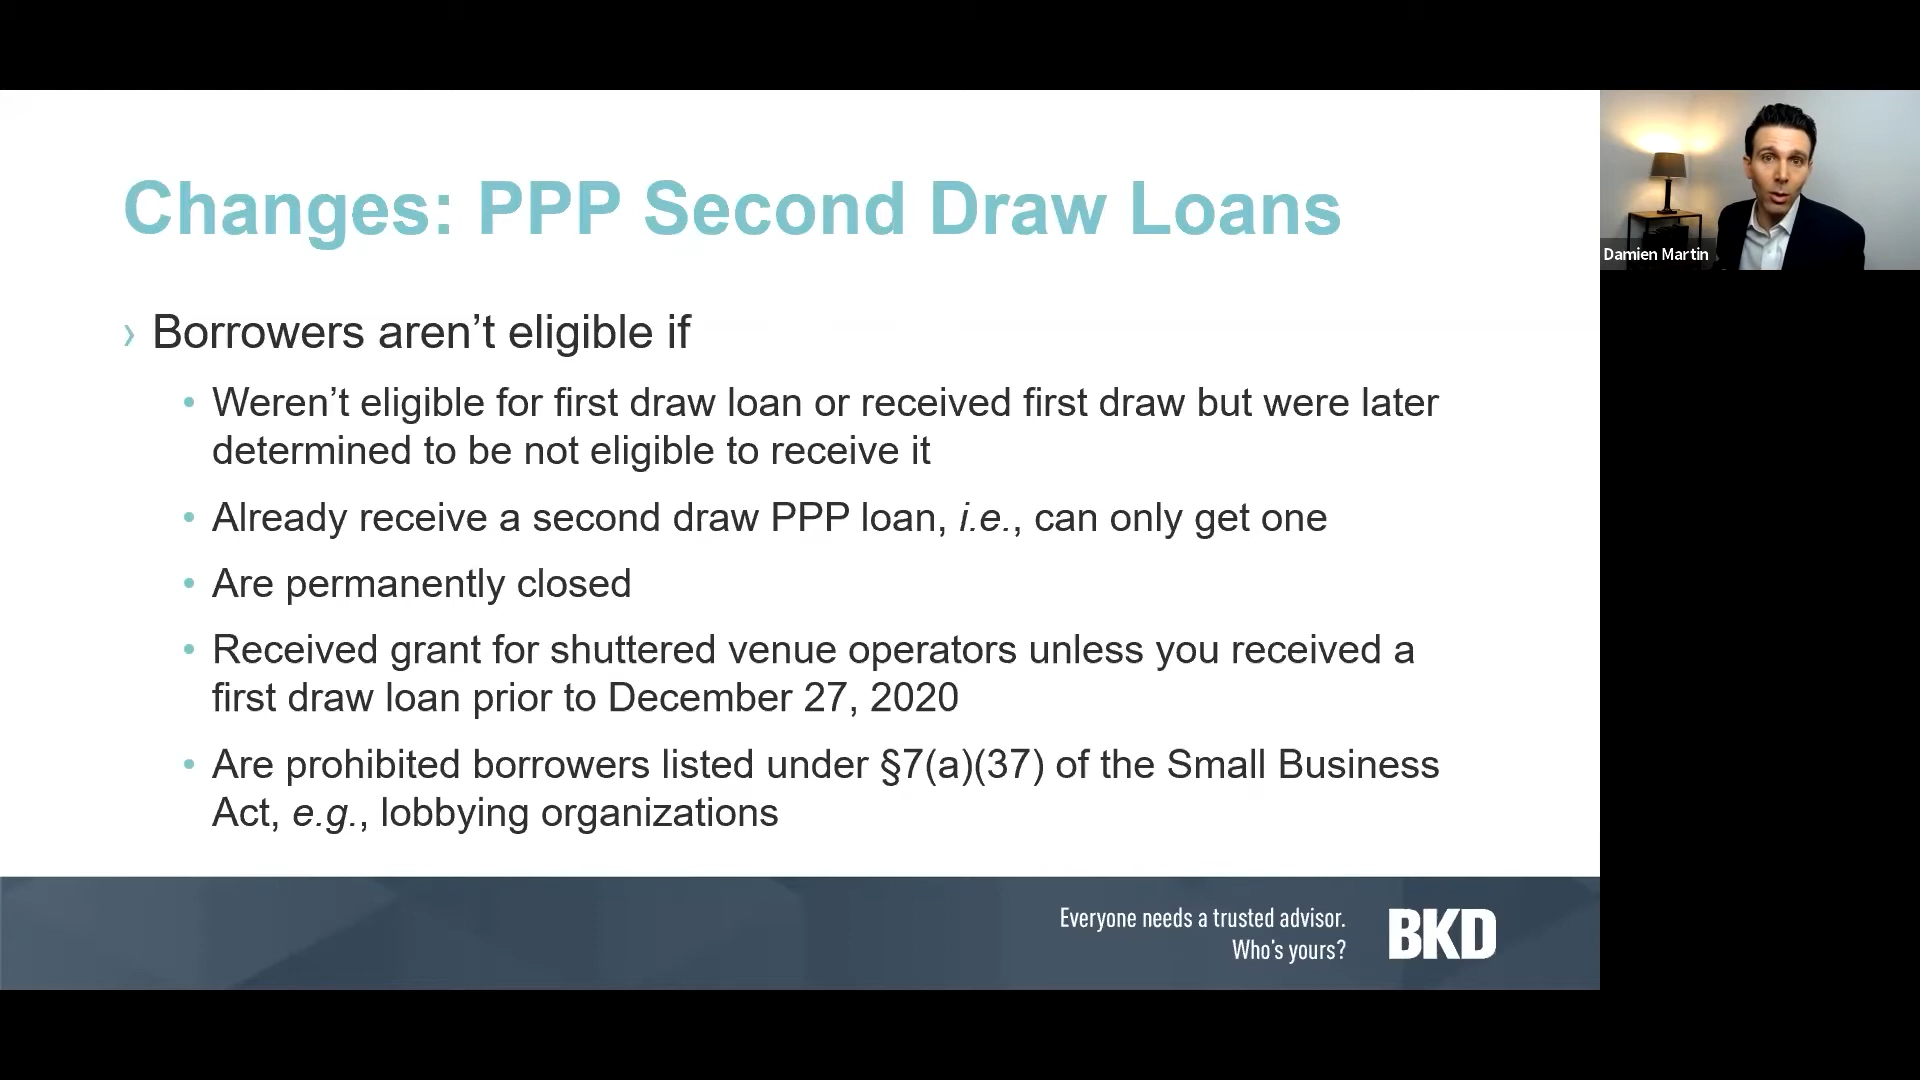 Changes: PPP Second Draw Loans
› Borrowers aren’t eligible if
• Weren’t eligible for first draw loan or received first draw but were later
determined to be not eligible to receive it
• Already receive a second draw PPP loan, i.e., can only get one
• Are permanently closed
• Received grant for shuttered venue operators unless you received a
first draw loan prior to December 27, 2020
• Are prohibited borrowers listed under §7(a)(37) of the Small Business
Act, e.g., lobbying organizations
Everyone needs a trusted advisor.
Who's yours?
BKD
Damien Martin